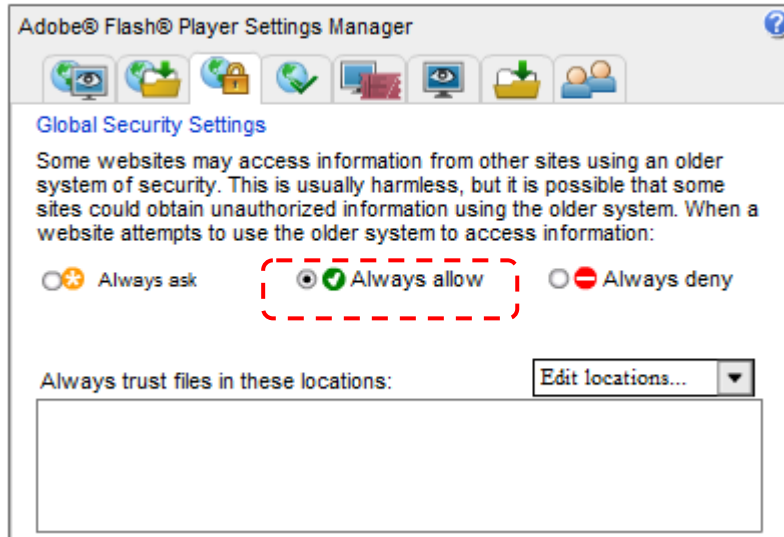 Adobe® Flash® Player Settings Manager
?
Global Security Settings
Some websites may access information from other sites using an older
system of security. This is usually harmless, but it is possible that some
sites could obtain unauthorized information using the older system. When a
website attempts to use the older system to access information:
Always ask Always allow Always deny
Always trust files in these locations: Edit locations...